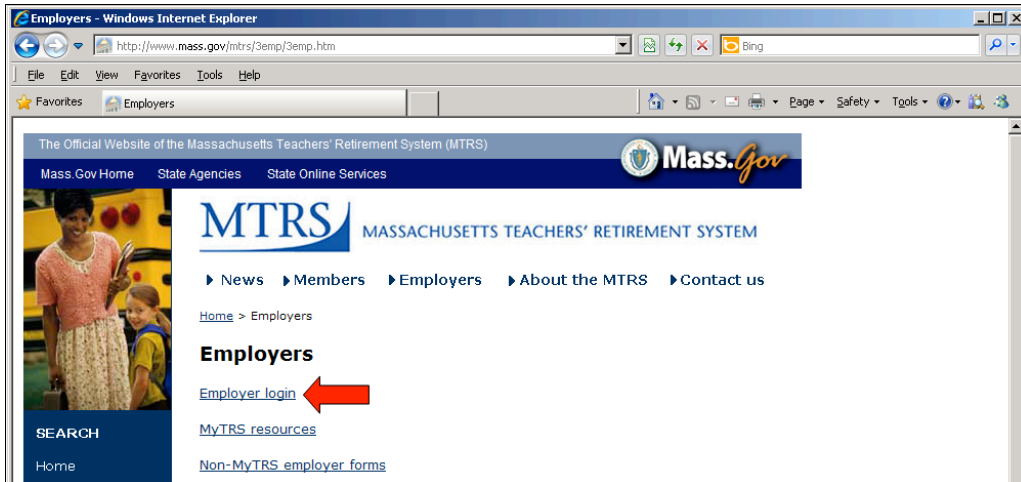 Employers - Windows Internet Explorer
http://www.mass.gov/mtrs/3emp/3emp.htm
Bing
File Edit View Favorites Tools Help
Favorites Employers
Page Safety Tools
The Official Website of the Massachusetts Teachers' Retirement System (MTRS)
Mass.Gov
Mass.Gov Home State Agencies State Online Services
MTRS MASSACHUSETTS TEACHERS' RETIREMENT SYSTEM
News Members Employers About the MTRS Contact us
Home > Employers
Employers
Employer login
SEARCH
MyTRS resources
Home
Non-MyTRS employer forms